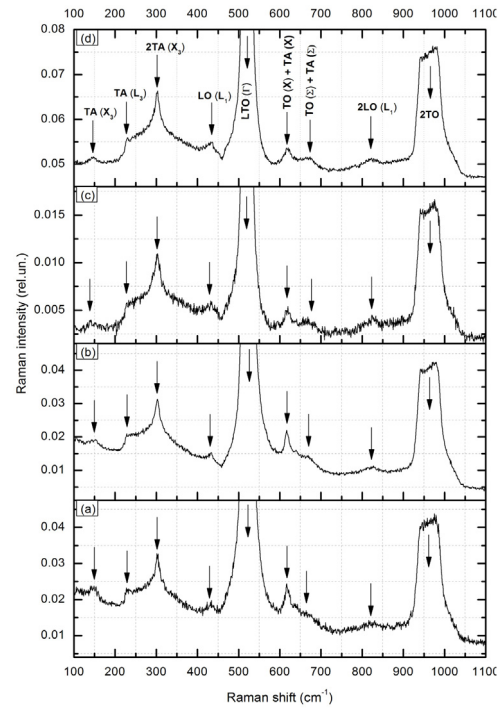 100 200 300 400 500 600 700 800 900 1000 1100
0.08
(d)
2TA (X₃)
TA (X₃)
TA (L₃)
LO (L₁)
LTO (Γ)
TO (X) + TA (X)
TO (Σ) + TA (Σ)
2LO (L₁)
2TO
0.07
0.06
0.05
(c)
0.015
0.010
0.005
(b)
0.04
0.03
0.02
0.01
(a)
0.04
0.03
0.02
0.01
Raman intensity (rel.un.)
100 200 300 400 500 600 700 800 900 1000 1100
Raman shift (cm⁻¹)